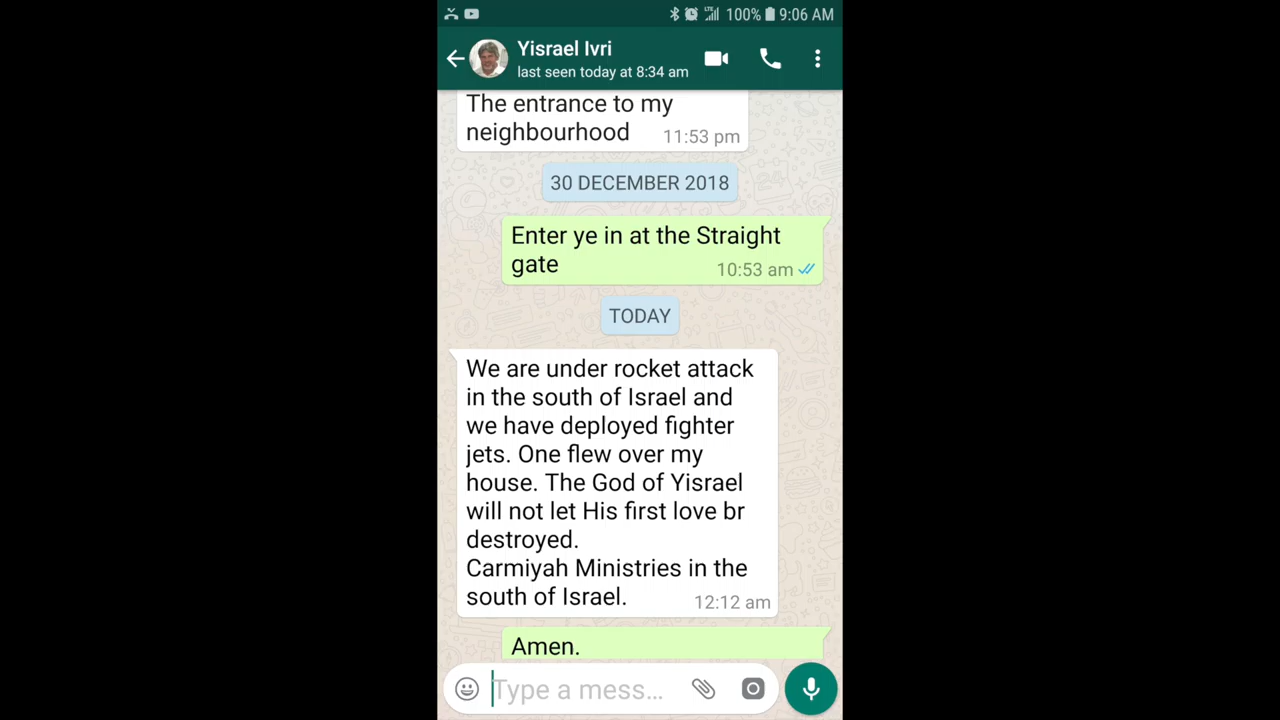 100% 9:06 AM
Yisrael Ivri
last seen today at 8:34 am
The entrance to my
neighbourhood 11:53 pm
30 DECEMBER 2018
Enter ye in at the Straight
gate 10:53 am
TODAY
We are under rocket attack
in the south of Israel and
we have deployed fighter
jets. One flew over my
house. The God of Yisrael
will not let His first love br
destroyed.
Carmiyah Ministries in the
south of Israel. 12:12 am
Amen.
Type a mess...